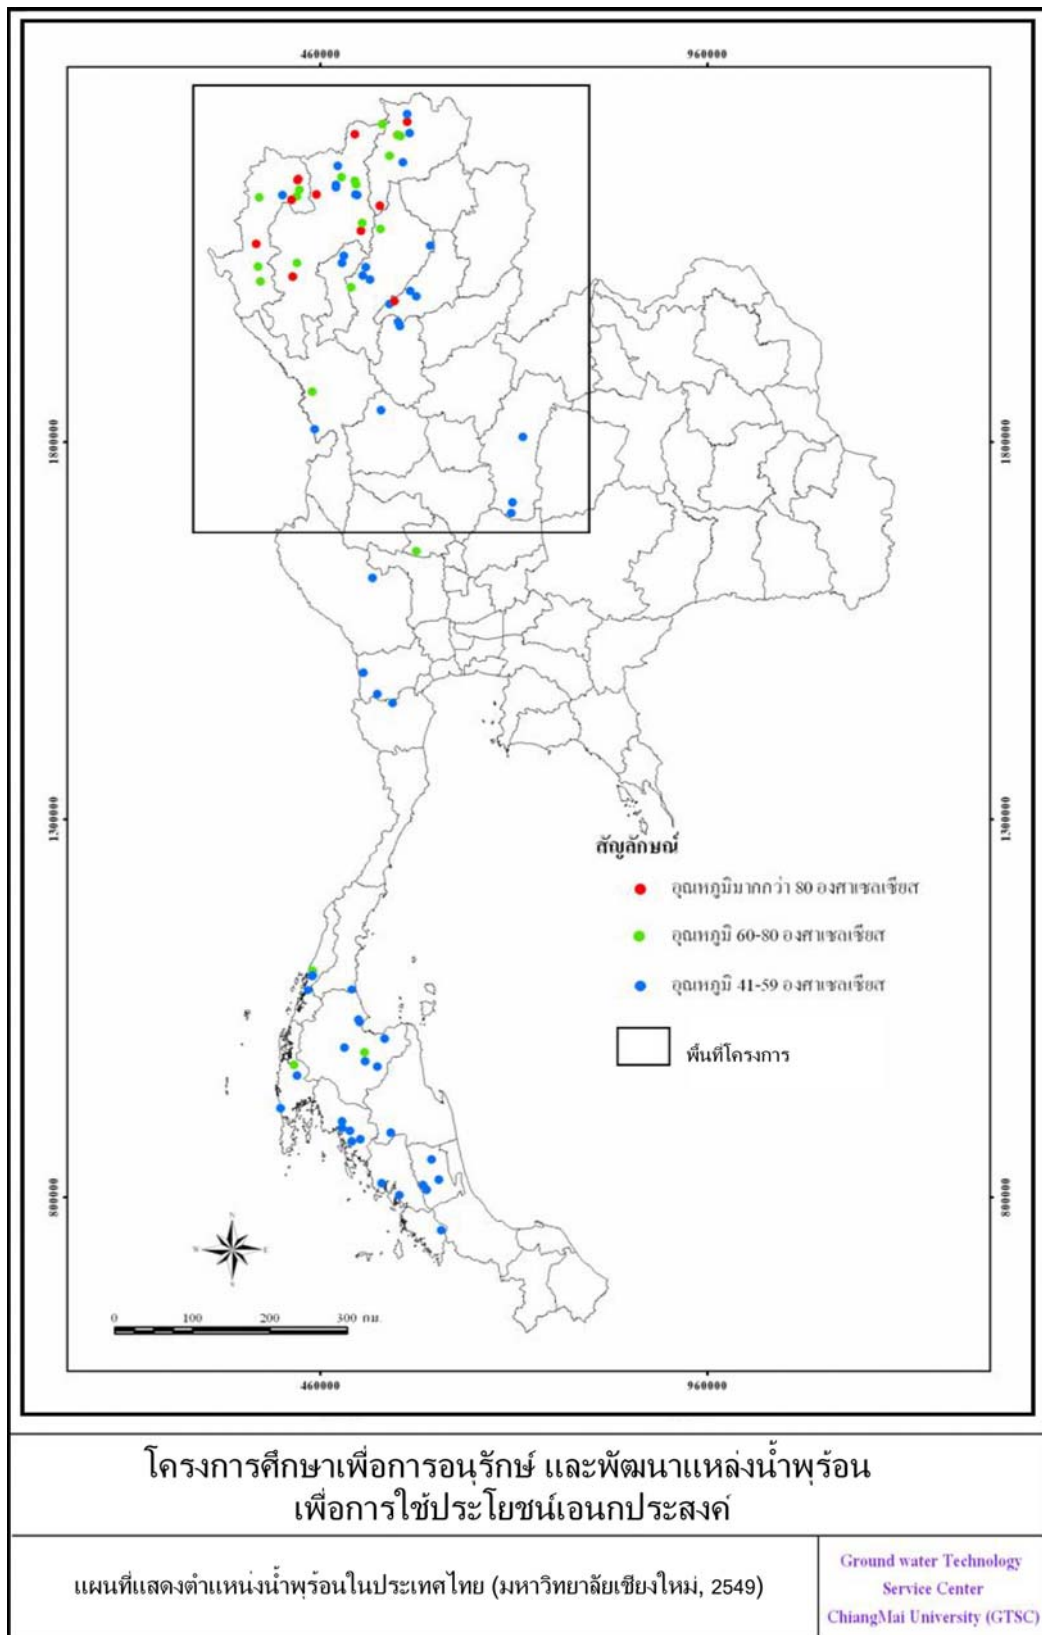 460000
960000
1800000
1800000
1300000
1300000
สัญลักษณ์
อุณหภูมิมากกว่า 80 องศาเซลเซียส
อุณหภูมิ 60-80 องศาเซลเซียส
อุณหภูมิ 41-59 องศาเซลเซียส
พื้นที่โครงการ
800000
800000
N
W
E
S
0
100
200
300 กม.
460000
960000
โครงการศึกษาเพื่อการอนุรักษ์ และพัฒนาแหล่งน้ำพุร้อน
เพื่อการใช้ประโยชน์เอนกประสงค์
แผนที่แสดงตำแหน่งน้ำพุร้อนในประเทศไทย (มหาวิทยาลัยเชียงใหม่, 2549)
Ground water Technology
Service Center
ChiangMai University (GTSC)